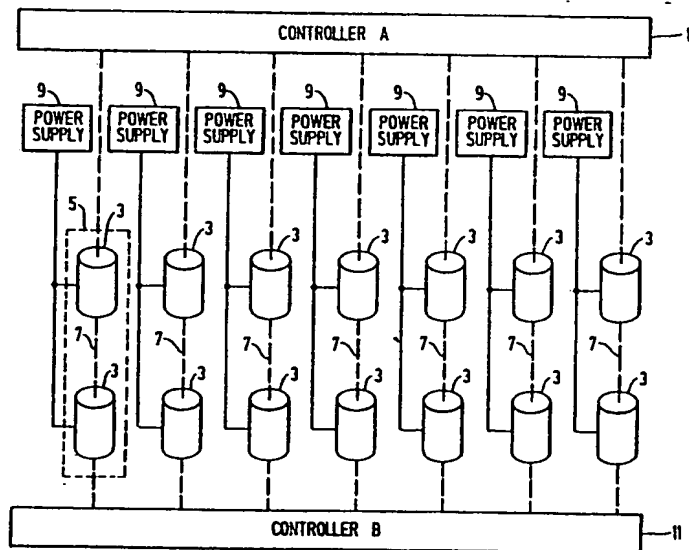 CONTROLLER A
9 9 9 9 9 9 9
POWER POWER POWER POWER POWER POWER POWER
SUPPLY SUPPLY SUPPLY SUPPLY SUPPLY SUPPLY SUPPLY
5 3 3 3 3 3 3 3
7 7 7 7 7 7 7
3 3 3 3 3 3 3
CONTROLLER B 11